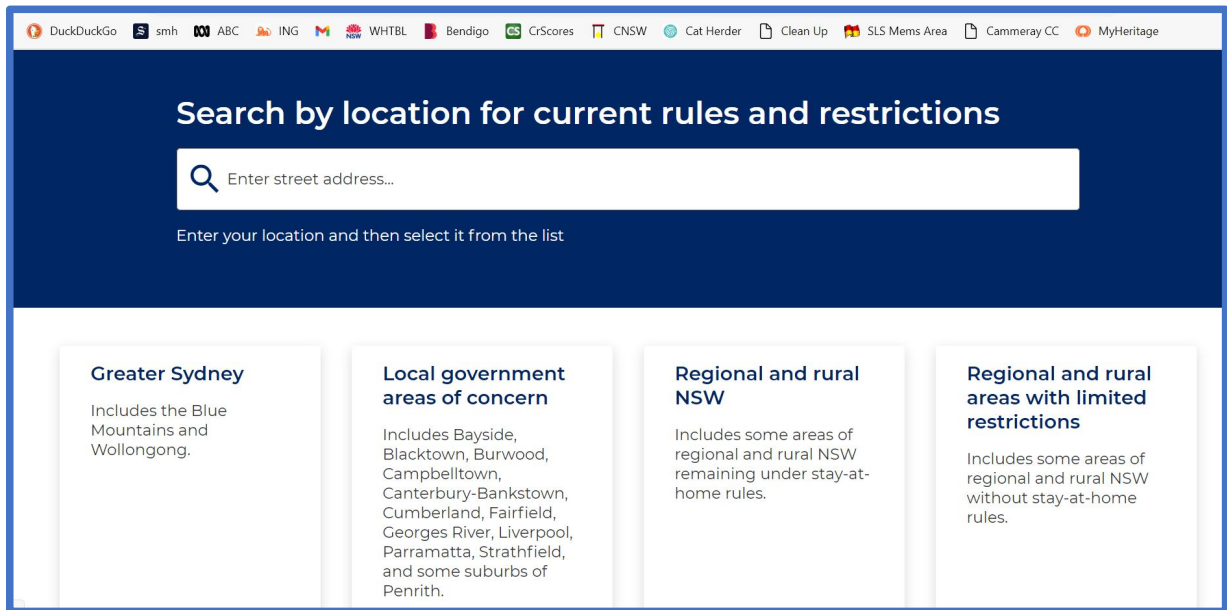 DuckDuckGo smh ABC ING WHTBL Bendigo CS CrScores CNSW Cat Herder Clean Up SLS Mems Area Cammeray CC MyHeritage
Search by location for current rules and restrictions
Enter street address...
Enter your location and then select it from the list
Greater Sydney
Includes the Blue
Mountains and
Wollongong.
Local government
areas of concern
Includes Bayside,
Blacktown, Burwood,
Campbelltown,
Canterbury-Bankstown,
Cumberland, Fairfield,
Georges River, Liverpool,
Parramatta, Strathfield,
and some suburbs of
Penrith.
Regional and rural
NSW
Includes some areas of
regional and rural NSW
remaining under stay-at-
home rules.
Regional and rural
areas with limited
restrictions
Includes some areas of
regional and rural NSW
without stay-at-home
rules.